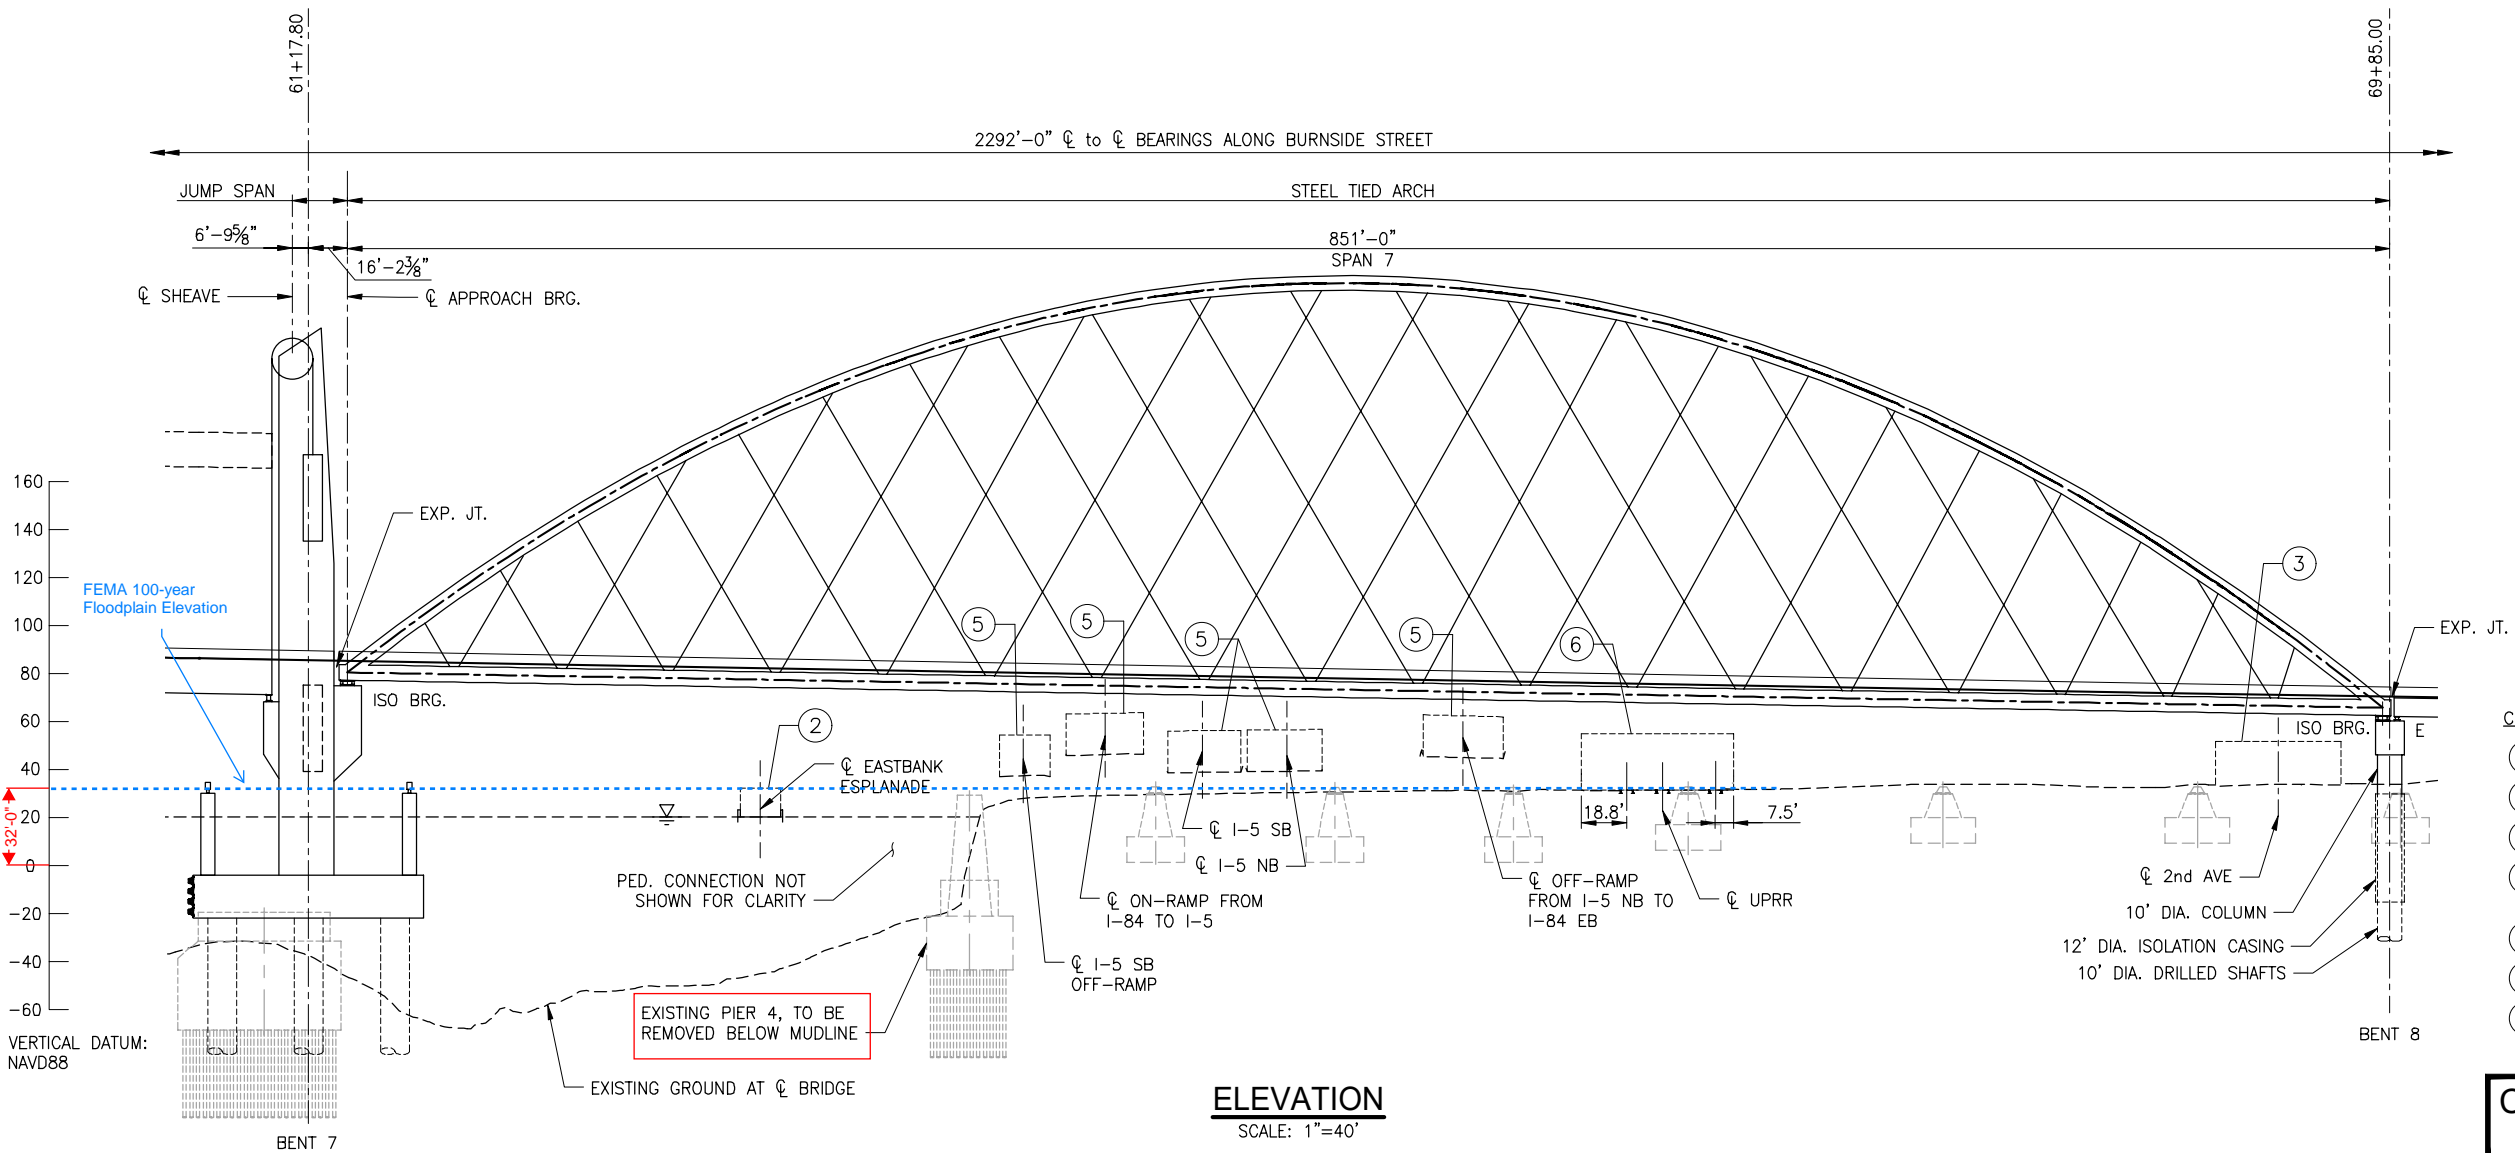 61+17.80
69+85.00
2292'-0" ℄ to ℄ BEARINGS ALONG BURNSIDE STREET
JUMP SPAN
STEEL TIED ARCH
6'-9⅝"
851'-0"
SPAN 7
16'-2⅜"
℄ SHEAVE
℄ APPROACH BRG.
160
140
120
100
80
60
40
20
0
-20
-40
-60
32'-0"
VERTICAL DATUM:
NAVD88
EXP. JT.
FEMA 100-year
Floodplain Elevation
ISO BRG.
2
℄ EASTBANK
ESPLANADE
5
5
5
5
6
3
EXP. JT.
ISO BRG.
E
C
18.8'
7.5'
℄ I-5 SB
℄ I-5 NB
PED. CONNECTION NOT
SHOWN FOR CLARITY
℄ ON-RAMP FROM
I-84 TO I-5
℄ OFF-RAMP
FROM I-5 NB TO
I-84 EB
℄ UPRR
℄ 2nd AVE
10' DIA. COLUMN
12' DIA. ISOLATION CASING
10' DIA. DRILLED SHAFTS
℄ I-5 SB
OFF-RAMP
EXISTING PIER 4, TO BE
REMOVED BELOW MUDLINE
EXISTING GROUND AT ℄ BRIDGE
BENT 7
BENT 8
ELEVATION
SCALE: 1"=40'